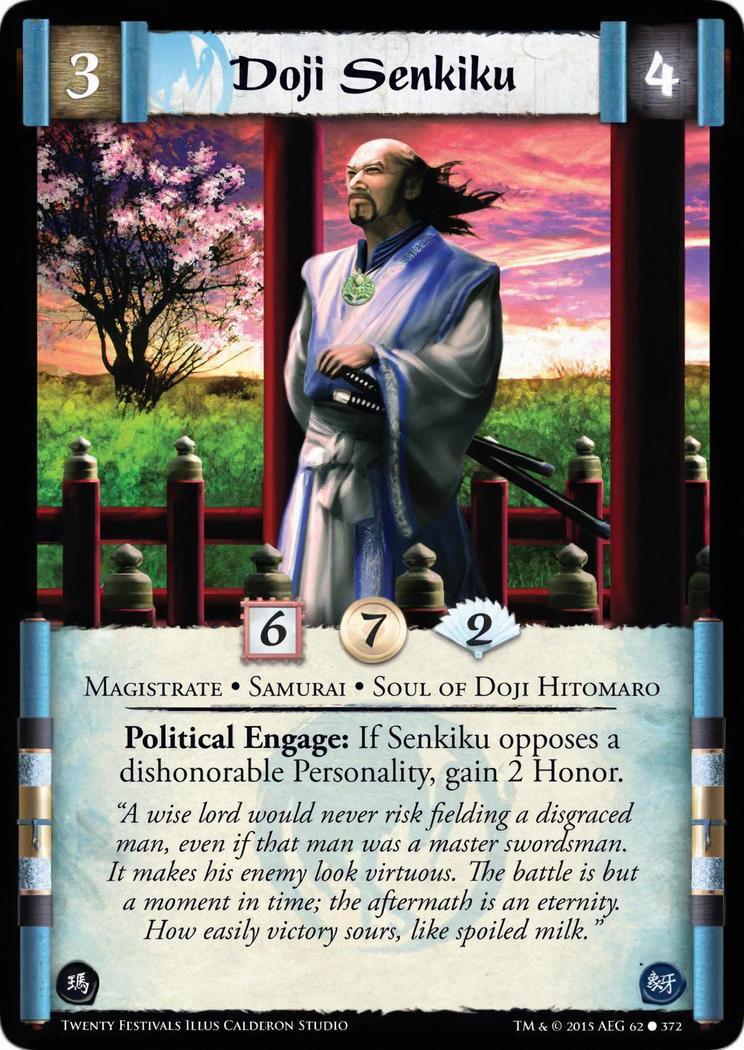 3 Doji Senkiku 4
6 7 2
Magistrate • Samurai • Soul of Doji Hitomaro
Political Engage: If Senkiku opposes a
dishonorable Personality, gain 2 Honor.
“A wise lord would never risk fielding a disgraced
man, even if that man was a master swordsman.
It makes his enemy look virtuous. The battle is but
a moment in time; the aftermath is an eternity.
How easily victory sours, like spoiled milk.”
瑪 象牙
Twenty Festivals Illus Calderon Studio TM & © 2015 AEG 62 ● 372